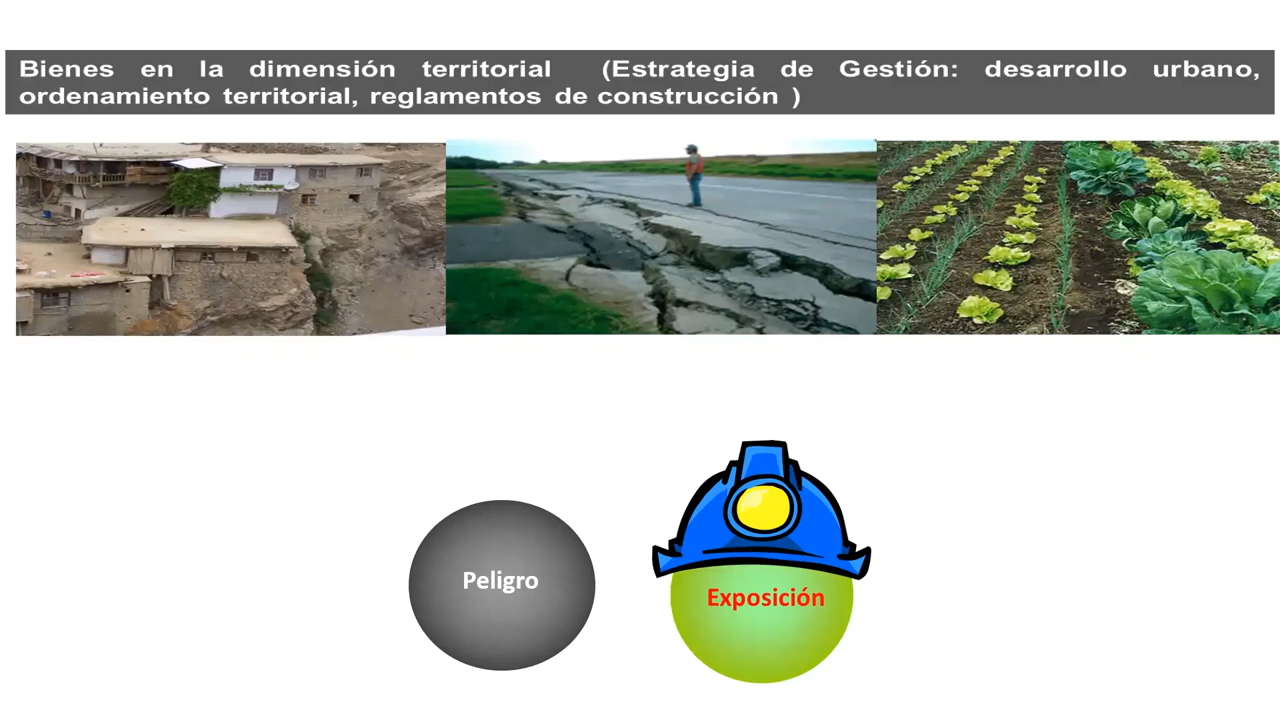 Bienes en la dimensión territorial (Estrategia de Gestión: desarrollo urbano,
ordenamiento territorial, reglamentos de construcción )
Peligro
Exposición